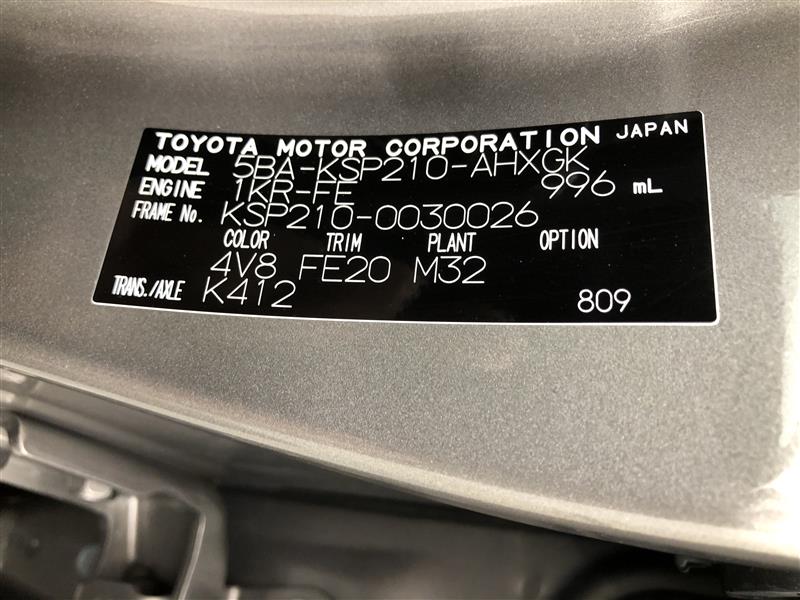 TOYOTA MOTOR CORPORATION JAPAN
MODEL 5BA-KSP210-AHXGK
ENGINE 1KR-FE 996 mL
FRAME No. KSP210-0030026
COLOR TRIM PLANT OPTION
4V8 FE20 M32
TRANS./AXLE K412 809